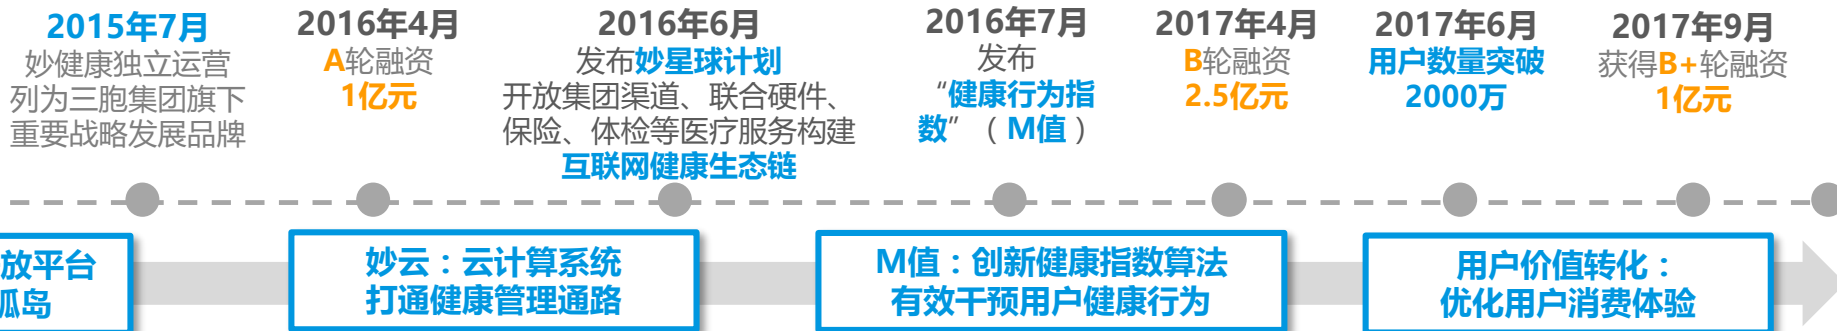 2015年7月
妙健康独立运营
列为三胞集团旗下
重要战略发展品牌
2016年4月
A轮融资
1亿元
2016年6月
发布妙星球计划
开放集团渠道、联合硬件、
保险、体检等医疗服务构建
互联网健康生态链
2016年7月
发布
“健康行为指
数”（M值）
2017年4月
B轮融资
2.5亿元
2017年6月
用户数量突破
2000万
2017年9月
获得B+轮融资
1亿元
放平台
孤岛
妙云：云计算系统
打通健康管理通路
M值：创新健康指数算法
有效干预用户健康行为
用户价值转化：
优化用户消费体验